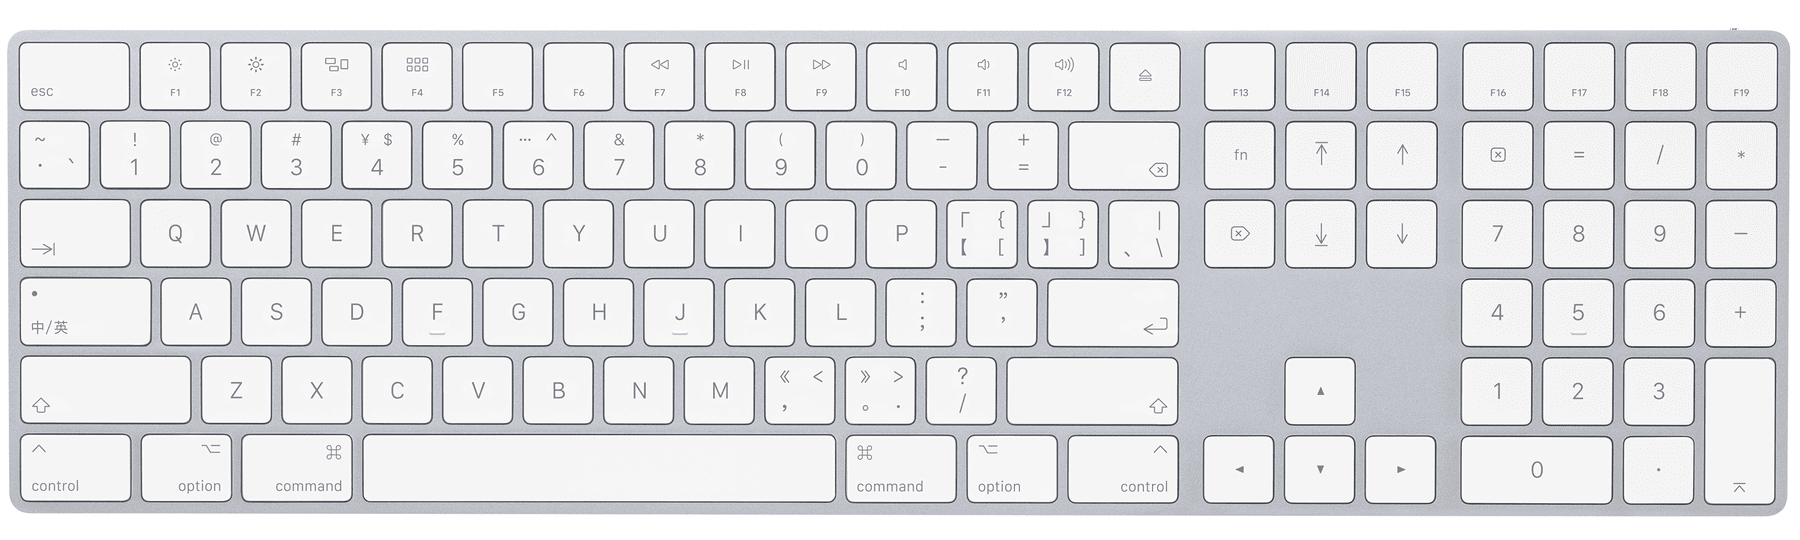 esc F1 F2 F3 F4 F5 F6 F7 F8 F9 F10 F11 F12 F13 F14 F15 F16 F17 F18 F19
~ ! @ # ¥ $ % … ^ & * ( ) — +
· ` 1 2 3 4 5 6 7 8 9 0 - = fn = / *
Q W E R T Y U I O P 「 { 」 } | 7 8 9 −
【 [ 】 ] 、 \
中/英 A S D F G H J K L : ; ” ’ 4 5 6 +
Z X C V B N M 《 < 》 > ? 1 2 3
, 。 . /
control option command command option control 0 .